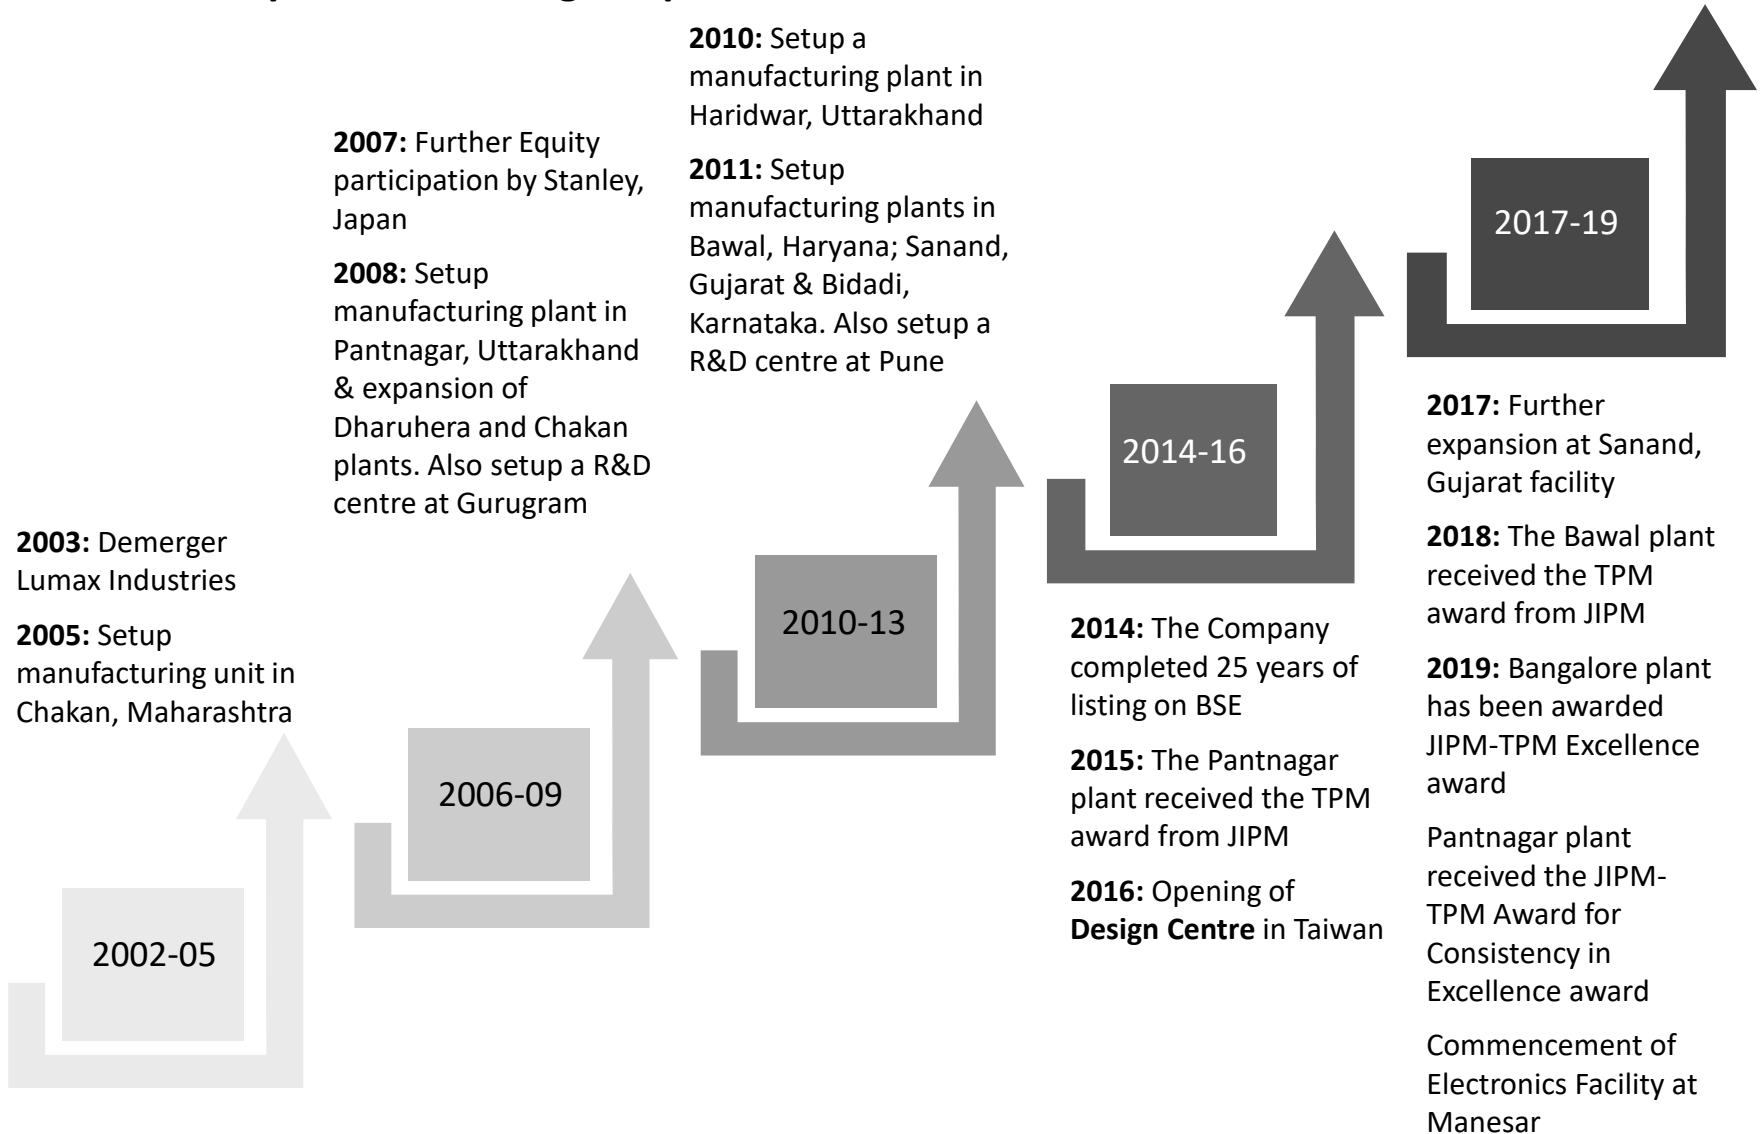 2003: Demerger
Lumax Industries
2005: Setup
manufacturing unit in
Chakan, Maharashtra
2002-05
2007: Further Equity
participation by Stanley,
Japan
2008: Setup
manufacturing plant in
Pantnagar, Uttarakhand
& expansion of
Dharuhera and Chakan
plants. Also setup a R&D
centre at Gurugram
2006-09
2010: Setup a
manufacturing plant in
Haridwar, Uttarakhand
2011: Setup
manufacturing plants in
Bawal, Haryana; Sanand,
Gujarat & Bidadi,
Karnataka. Also setup a
R&D centre at Pune
2010-13
2014-16
2014: The Company
completed 25 years of
listing on BSE
2015: The Pantnagar
plant received the TPM
award from JIPM
2016: Opening of
Design Centre in Taiwan
2017-19
2017: Further
expansion at Sanand,
Gujarat facility
2018: The Bawal plant
received the TPM
award from JIPM
2019: Bangalore plant
has been awarded
JIPM-TPM Excellence
award
Pantnagar plant
received the JIPM-
TPM Award for
Consistency in
Excellence award
Commencement of
Electronics Facility at
Manesar